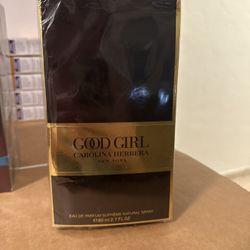 GOOD GIRL
CAROLINA HERRERA
NEW YORK
EAU DE PARFUM SUPRÊME NATURAL SPRAY
℮ 80 ml 2.7 FL. OZ.